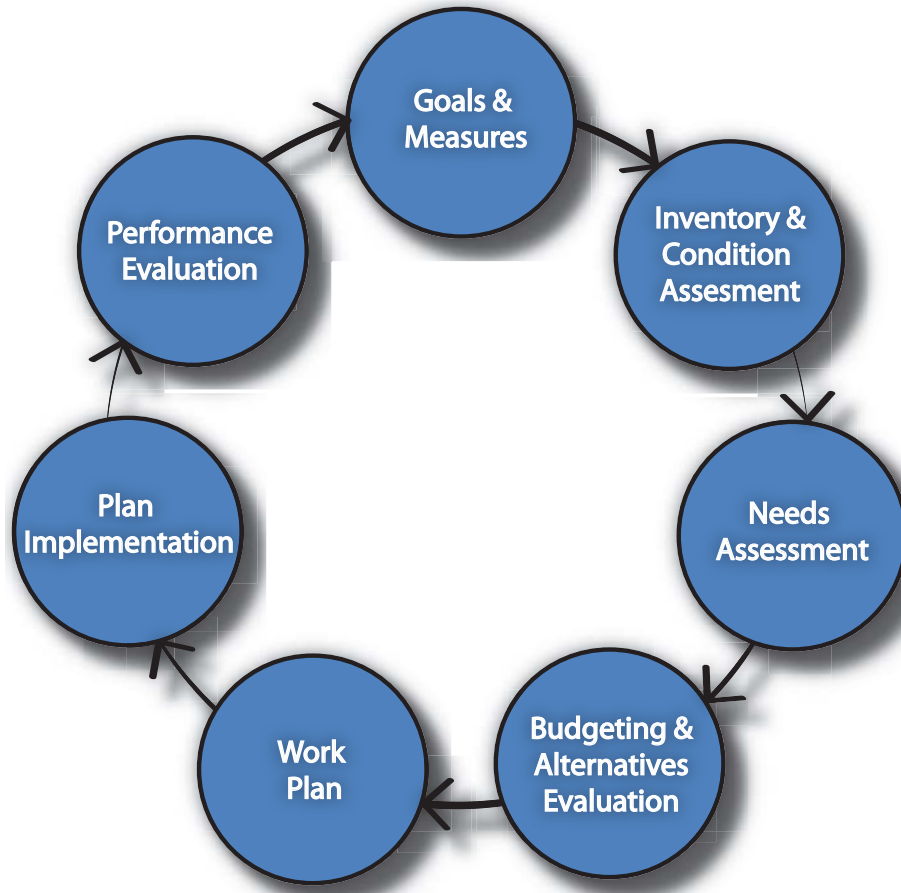 Goals &
Measures
Inventory &
Condition
Assesment
Needs
Assessment
Budgeting &
Alternatives
Evaluation
Work
Plan
Plan
Implementation
Performance
Evaluation